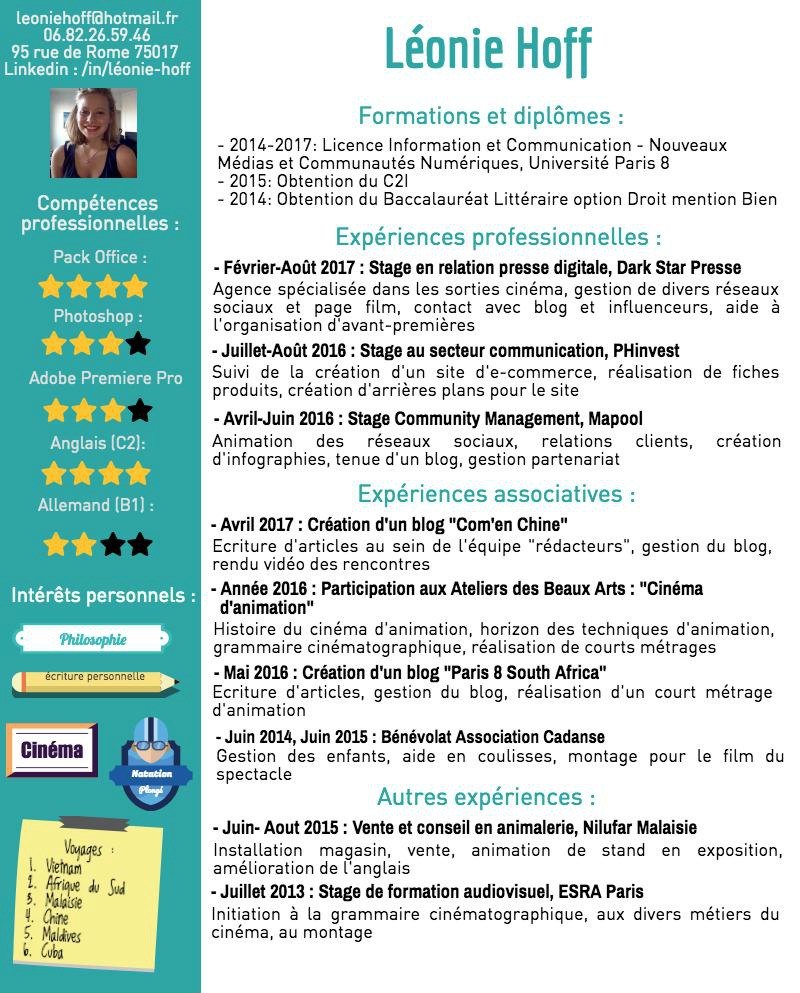 leoniehoff@hotmail.fr
06.82.26.59.46
95 rue de Rome 75017
Linkedin : /in/léonie-hoff
Compétences
professionnelles :
Pack Office :
Photoshop :
Adobe Premiere Pro
Anglais (C2):
Allemand (B1) :
Intérêts personnels :
Philosophie
écriture personnelle
Cinéma
Natation
Plongé
Voyages :
1. Vietnam
2. Afrique du Sud
3. Malaisie
4. Chine
5. Maldives
6. Cuba
Léonie Hoff
Formations et diplômes :
- 2014-2017: Licence Information et Communication - Nouveaux
Médias et Communautés Numériques, Université Paris 8
- 2015: Obtention du C2I
- 2014: Obtention du Baccalauréat Littéraire option Droit mention Bien
Expériences professionnelles :
- Février-Août 2017 : Stage en relation presse digitale, Dark Star Presse
Agence spécialisée dans les sorties cinéma, gestion de divers réseaux
sociaux et page film, contact avec blog et influenceurs, aide à
l'organisation d'avant-premières
- Juillet-Août 2016 : Stage au secteur communication, PHinvest
Suivi de la création d'un site d'e-commerce, réalisation de fiches
produits, création d'arrières plans pour le site
- Avril-Juin 2016 : Stage Community Management, Mapool
Animation des réseaux sociaux, relations clients, création
d'infographies, tenue d'un blog, gestion partenariat
Expériences associatives :
- Avril 2017 : Création d'un blog "Com'en Chine"
Ecriture d'articles au sein de l'équipe "rédacteurs", gestion du blog,
rendu vidéo des rencontres
- Année 2016 : Participation aux Ateliers des Beaux Arts : "Cinéma
d'animation"
Histoire du cinéma d'animation, horizon des techniques d'animation,
grammaire cinématographique, réalisation de courts métrages
- Mai 2016 : Création d'un blog "Paris 8 South Africa"
Ecriture d'articles, gestion du blog, réalisation d'un court métrage
d'animation
- Juin 2014, Juin 2015 : Bénévolat Association Cadanse
Gestion des enfants, aide en coulisses, montage pour le film du
spectacle
Autres expériences :
- Juin- Aout 2015 : Vente et conseil en animalerie, Nilufar Malaisie
Installation magasin, vente, animation de stand en exposition,
amélioration de l'anglais
- Juillet 2013 : Stage de formation audiovisuel, ESRA Paris
Initiation à la grammaire cinématographique, aux divers métiers du
cinéma, au montage